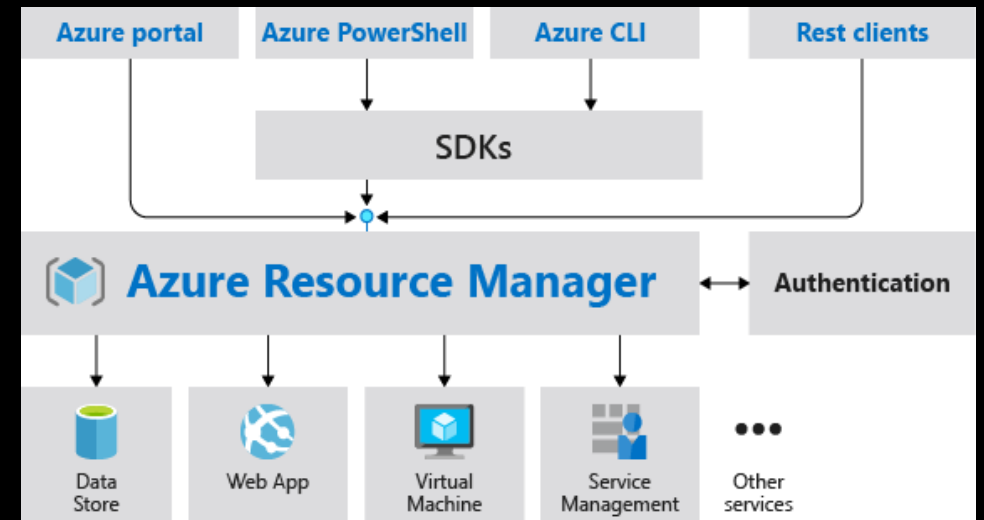 Azure portal
Azure PowerShell
Azure CLI
Rest clients
SDKs
Azure Resource Manager
Authentication
Data
Store
Web App
Virtual
Machine
Service
Management
Other
services